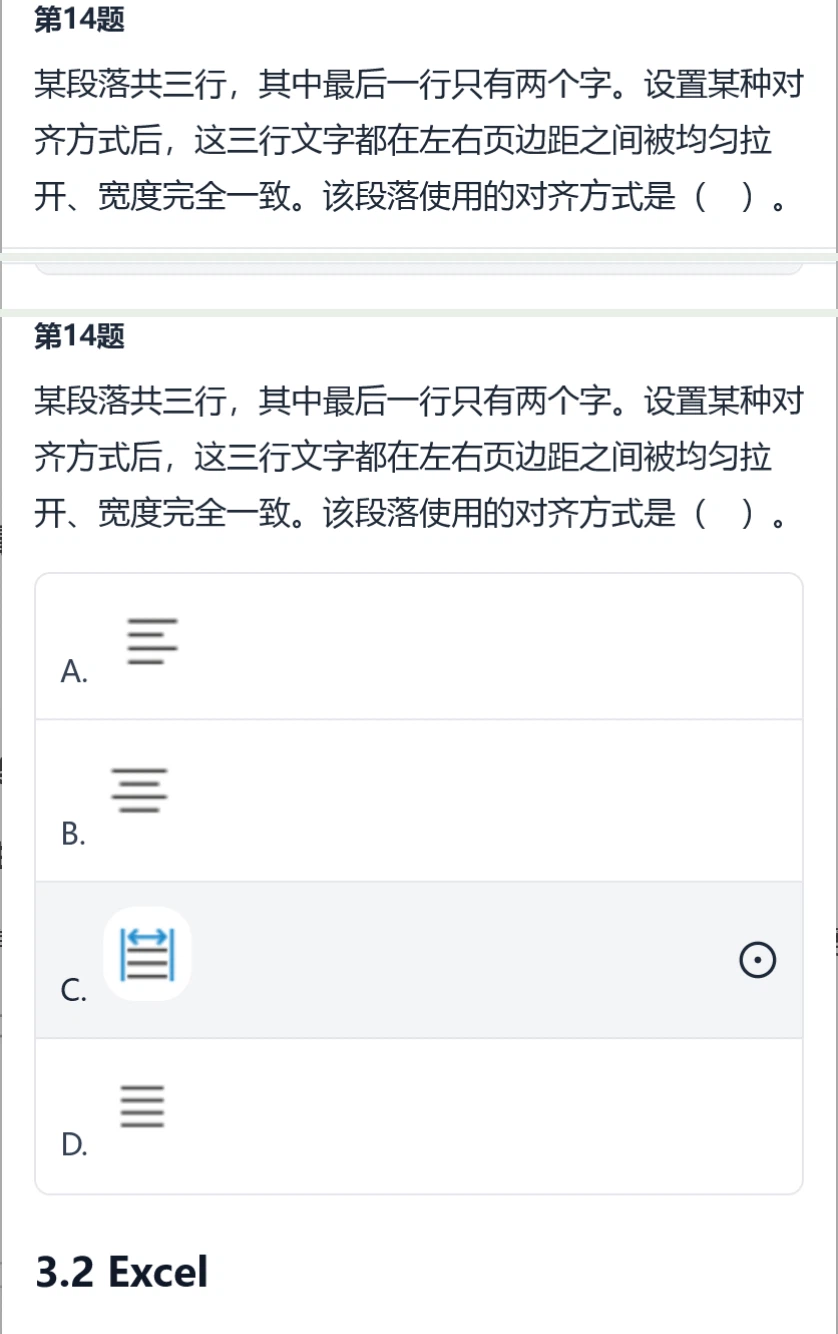 第14题
某段落共三行，其中最后一行只有两个字。设置某种对
齐方式后，这三行文字都在左右页边距之间被均匀拉
开、宽度完全一致。该段落使用的对齐方式是（　）。
第14题
某段落共三行，其中最后一行只有两个字。设置某种对
齐方式后，这三行文字都在左右页边距之间被均匀拉
开、宽度完全一致。该段落使用的对齐方式是（　）。
A.
B.
C.
D.
3.2 Excel